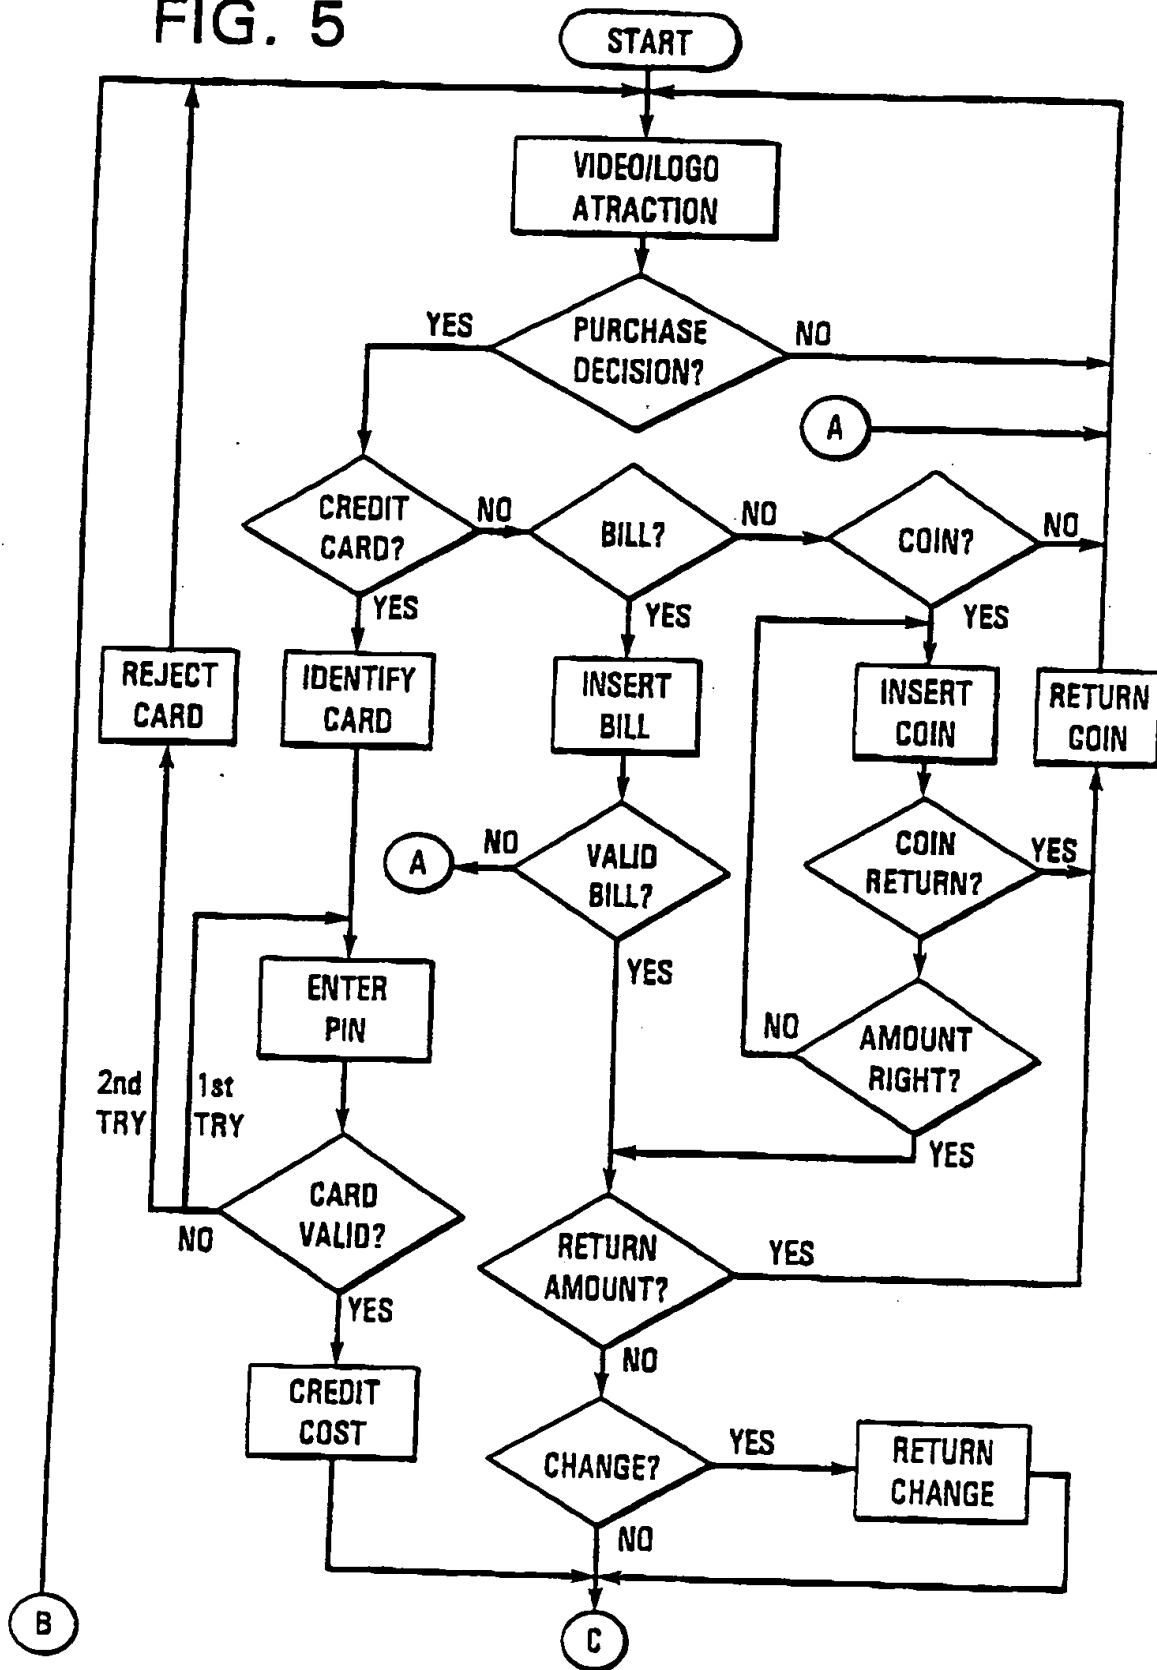 FIG. 5
START
VIDEO/LOGO
ATRACTION
PURCHASE
DECISION?
YES
NO
A
CREDIT
CARD?
NO
BILL?
NO
COIN?
NO
YES
YES
YES
REJECT
CARD
IDENTIFY
CARD
INSERT
BILL
INSERT
COIN
RETURN
COIN
A
NO
VALID
BILL?
COIN
RETURN?
YES
YES
ENTER
PIN
NO
AMOUNT
RIGHT?
2nd
TRY
1st
TRY
YES
CARD
VALID?
NO
RETURN
AMOUNT?
YES
YES
NO
CREDIT
COST
CHANGE?
YES
RETURN
CHANGE
NO
B
C